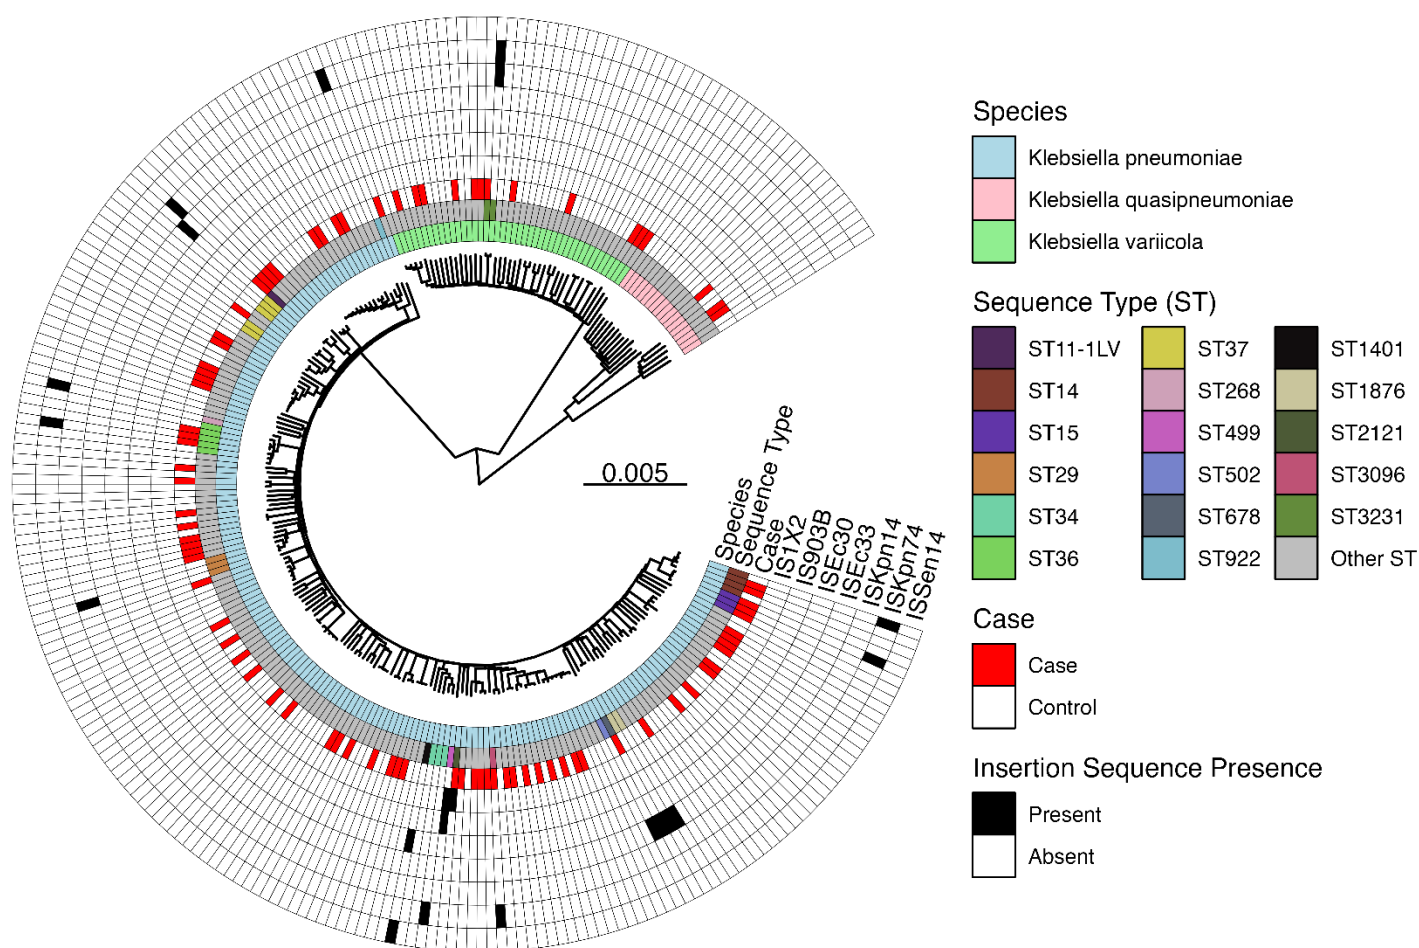 Species
Klebsiella pneumoniae
Klebsiella quasipneumoniae
Klebsiella variicola
Sequence Type (ST)
ST11-1LV
ST14
ST15
ST29
ST34
ST36
ST37
ST268
ST499
ST502
ST678
ST922
ST1401
ST1876
ST2121
ST3096
ST3231
Other ST
Case
Case
Control
Insertion Sequence Presence
Present
Absent
0.005
Species
Sequence Type
Case
IS1X2
IS903B
ISEc30
ISEc33
ISKpn14
ISKpn74
ISSen14